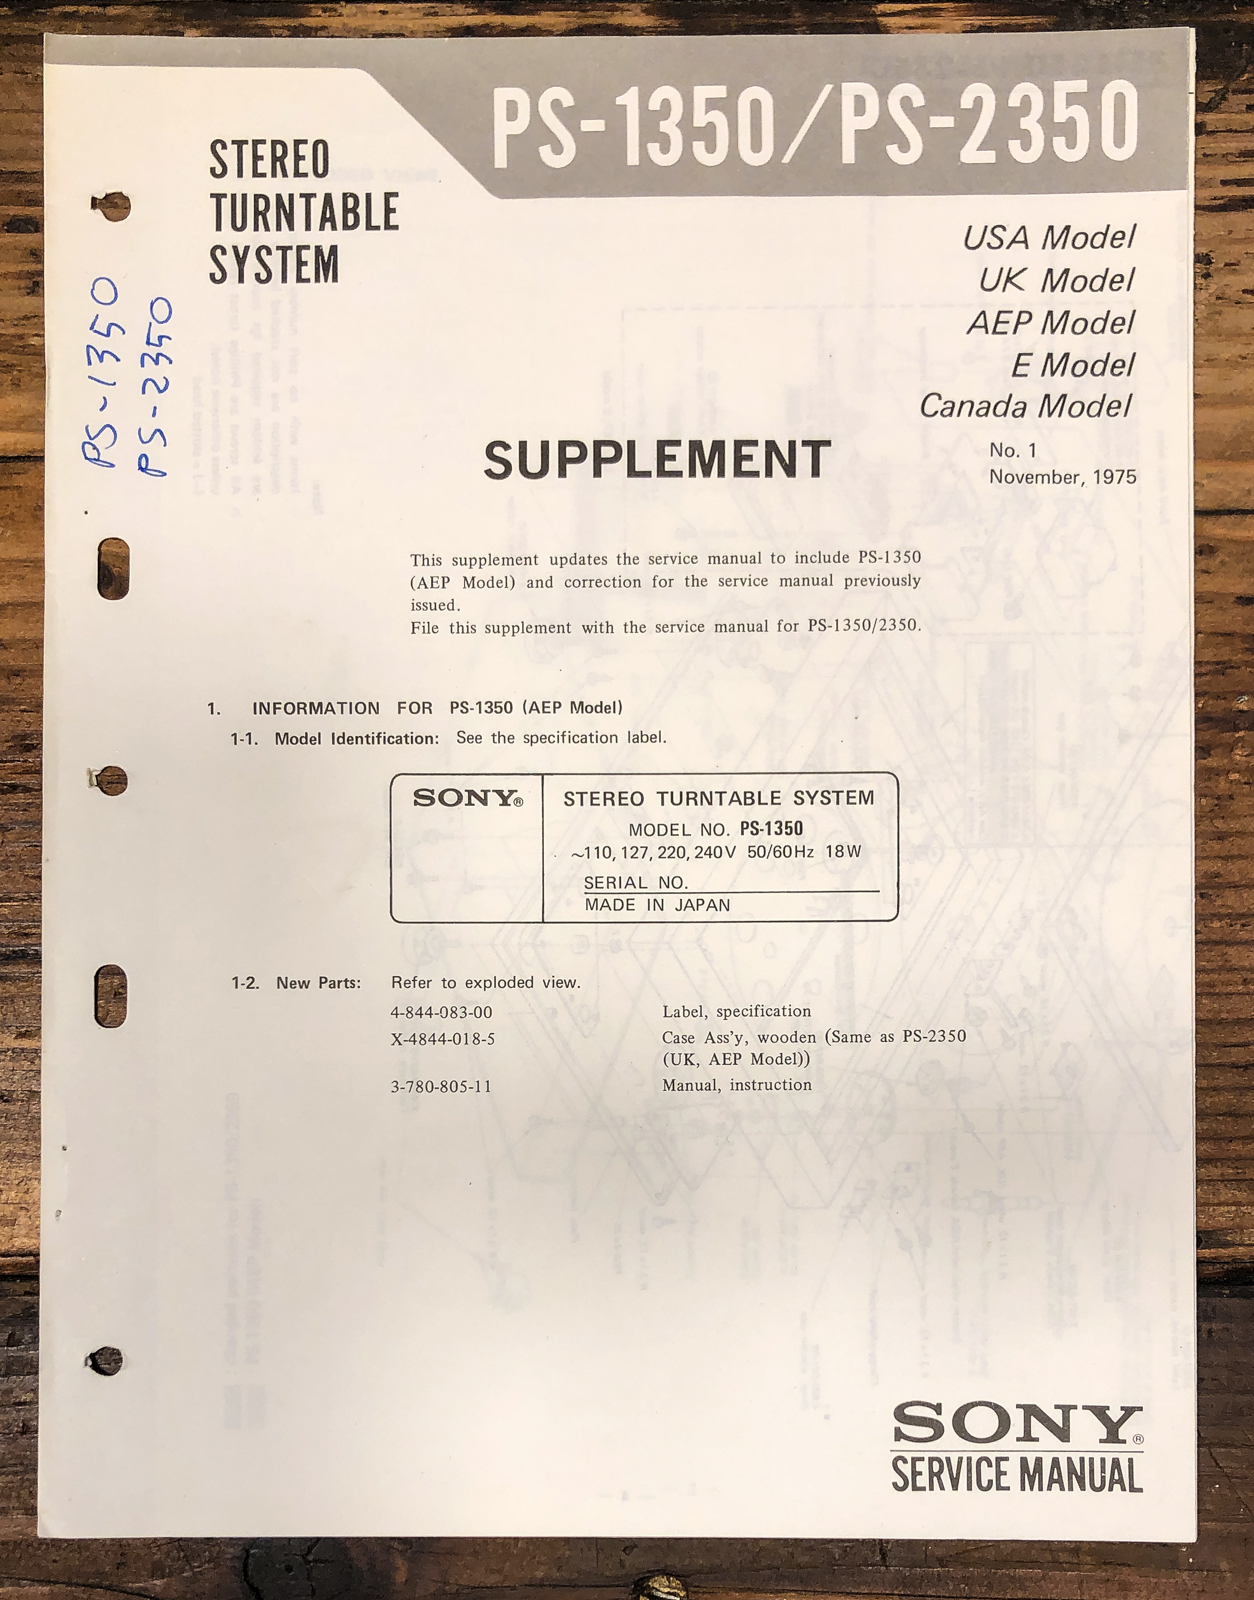 PS-1350/PS-2350
STEREO
TURNTABLE
SYSTEM
USA Model
UK Model
AEP Model
E Model
Canada Model
PS-1350
PS-2350
SUPPLEMENT
No. 1
November, 1975
This supplement updates the service manual to include PS-1350
(AEP Model) and correction for the service manual previously
issued.
File this supplement with the service manual for PS-1350/2350.
1. INFORMATION FOR PS-1350 (AEP Model)
1-1. Model Identification: See the specification label.
SONY®
STEREO TURNTABLE SYSTEM
MODEL NO. PS-1350
~110, 127, 220, 240V 50/60Hz 18W
SERIAL NO.
MADE IN JAPAN
1-2. New Parts: Refer to exploded view.
4-844-083-00 Label, specification
X-4844-018-5 Case Ass'y, wooden (Same as PS-2350
(UK, AEP Model))
3-780-805-11 Manual, instruction
SONY®
SERVICE MANUAL